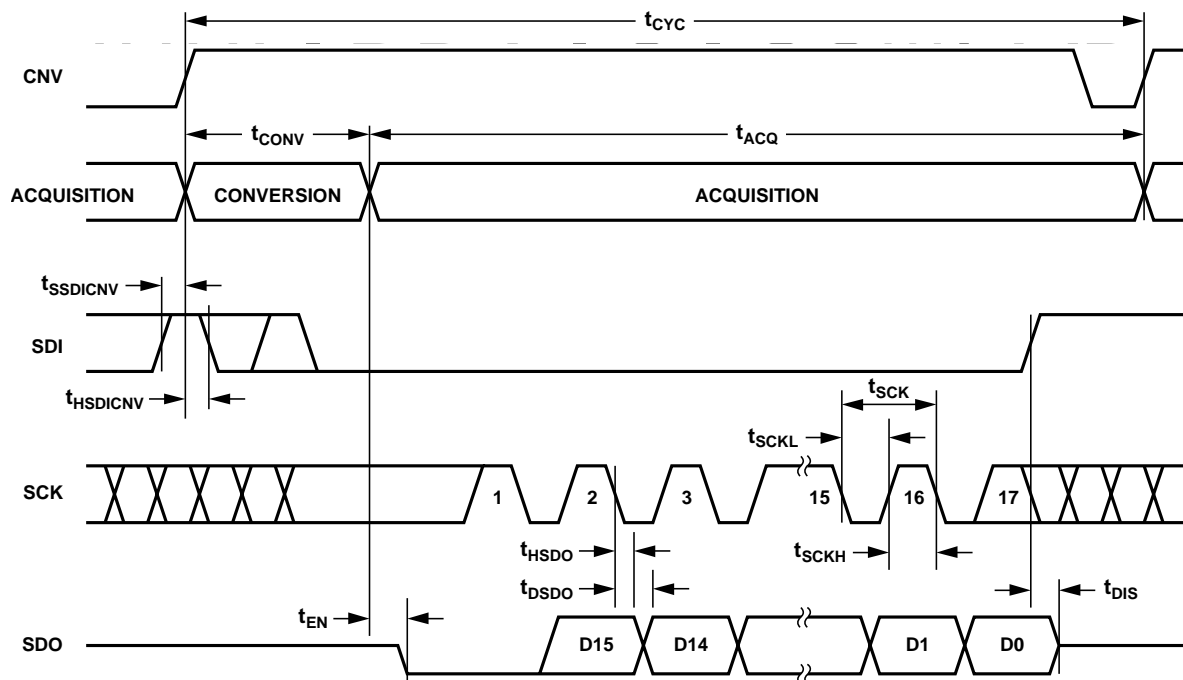 tCYC
CNV
tCONV
tACQ
ACQUISITION CONVERSION ACQUISITION
tSSDICNV
SDI
tHSDICNV
tSCK
tSCKL
SCK 1 2 3 15 16 17
tHSDO
tSCKH
tDSDO
tDIS
tEN
SDO D15 D14 D1 D0